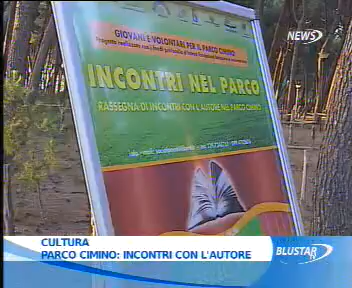 NEWS
GIOVANI E VOLONTARI PER IL PARCO CIMINO
INCONTRI NEL PARCO
RASSEGNA DI INCONTRI CON L'AUTORE NEL PARCO CIMINO
CULTURA
PARCO CIMINO: INCONTRI CON L'AUTORE
BLUSTAR